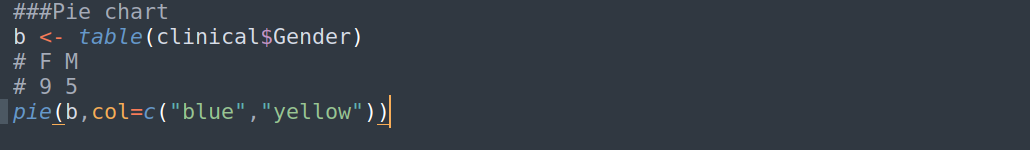 ###Pie chart
b <- table(clinical$Gender)
# F M
# 9 5
pie(b,col=c("blue","yellow"))